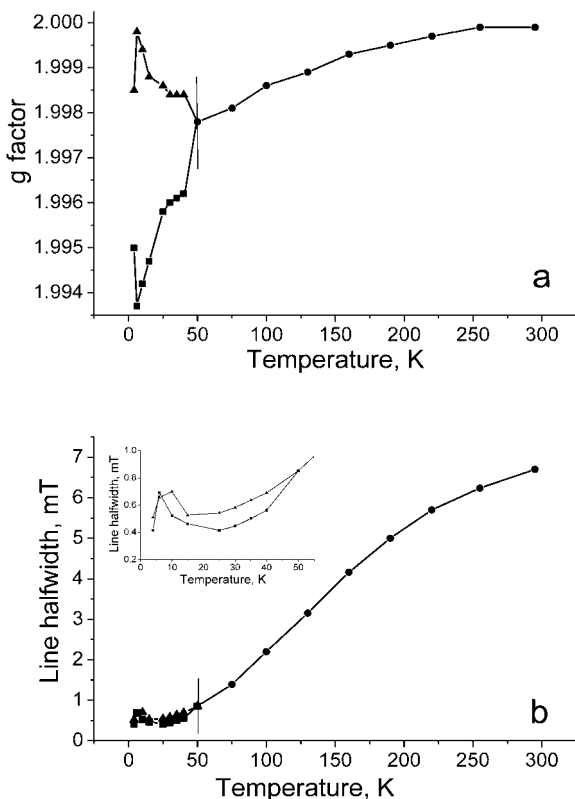 2.000
1.999
1.998
1.997
1.996
1.995
1.994
g factor
a
0 50 100 150 200 250 300
Temperature, K
7
6
5
4
3
2
1
0
Line halfwidth, mT
1.0
0.8
0.6
0.4
0.2
Line halfwidth, mT
0 10 20 30 40 50
Temperature, K
b
0 50 100 150 200 250 300
Temperature, K